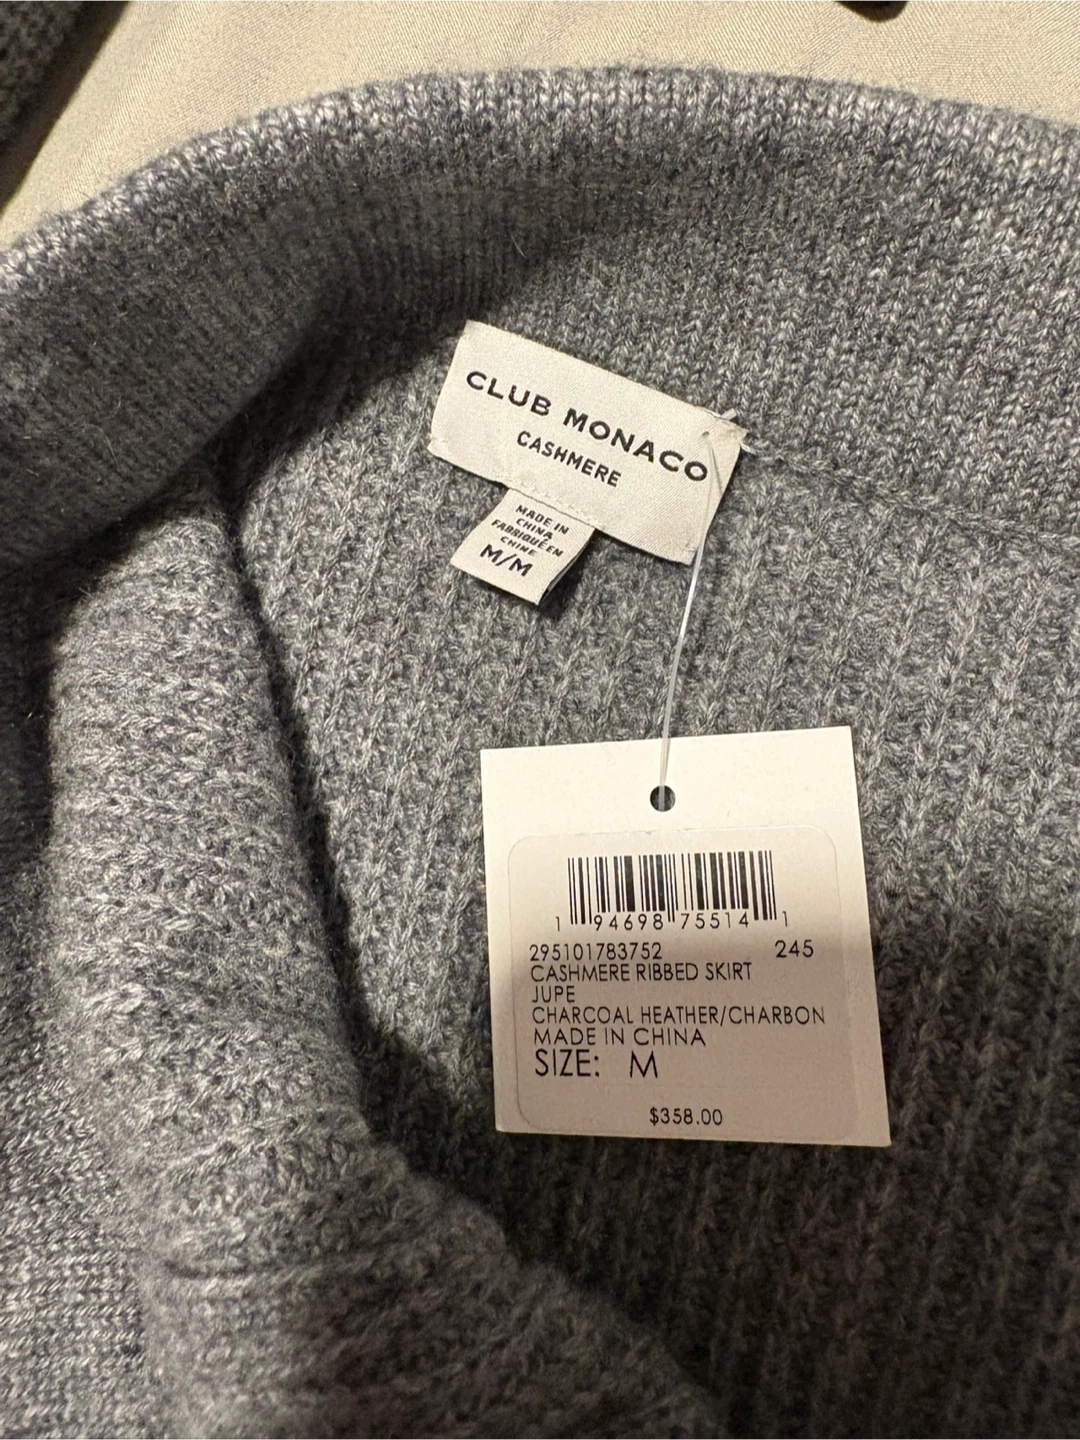 CLUB MONACO
CASHMERE
MADE IN
CHINA
FABRIQUÉ EN
CHINE
M/M
1 94698 75514 1
295101783752 245
CASHMERE RIBBED SKIRT
JUPE
CHARCOAL HEATHER/CHARBON
MADE IN CHINA
SIZE: M
$358.00